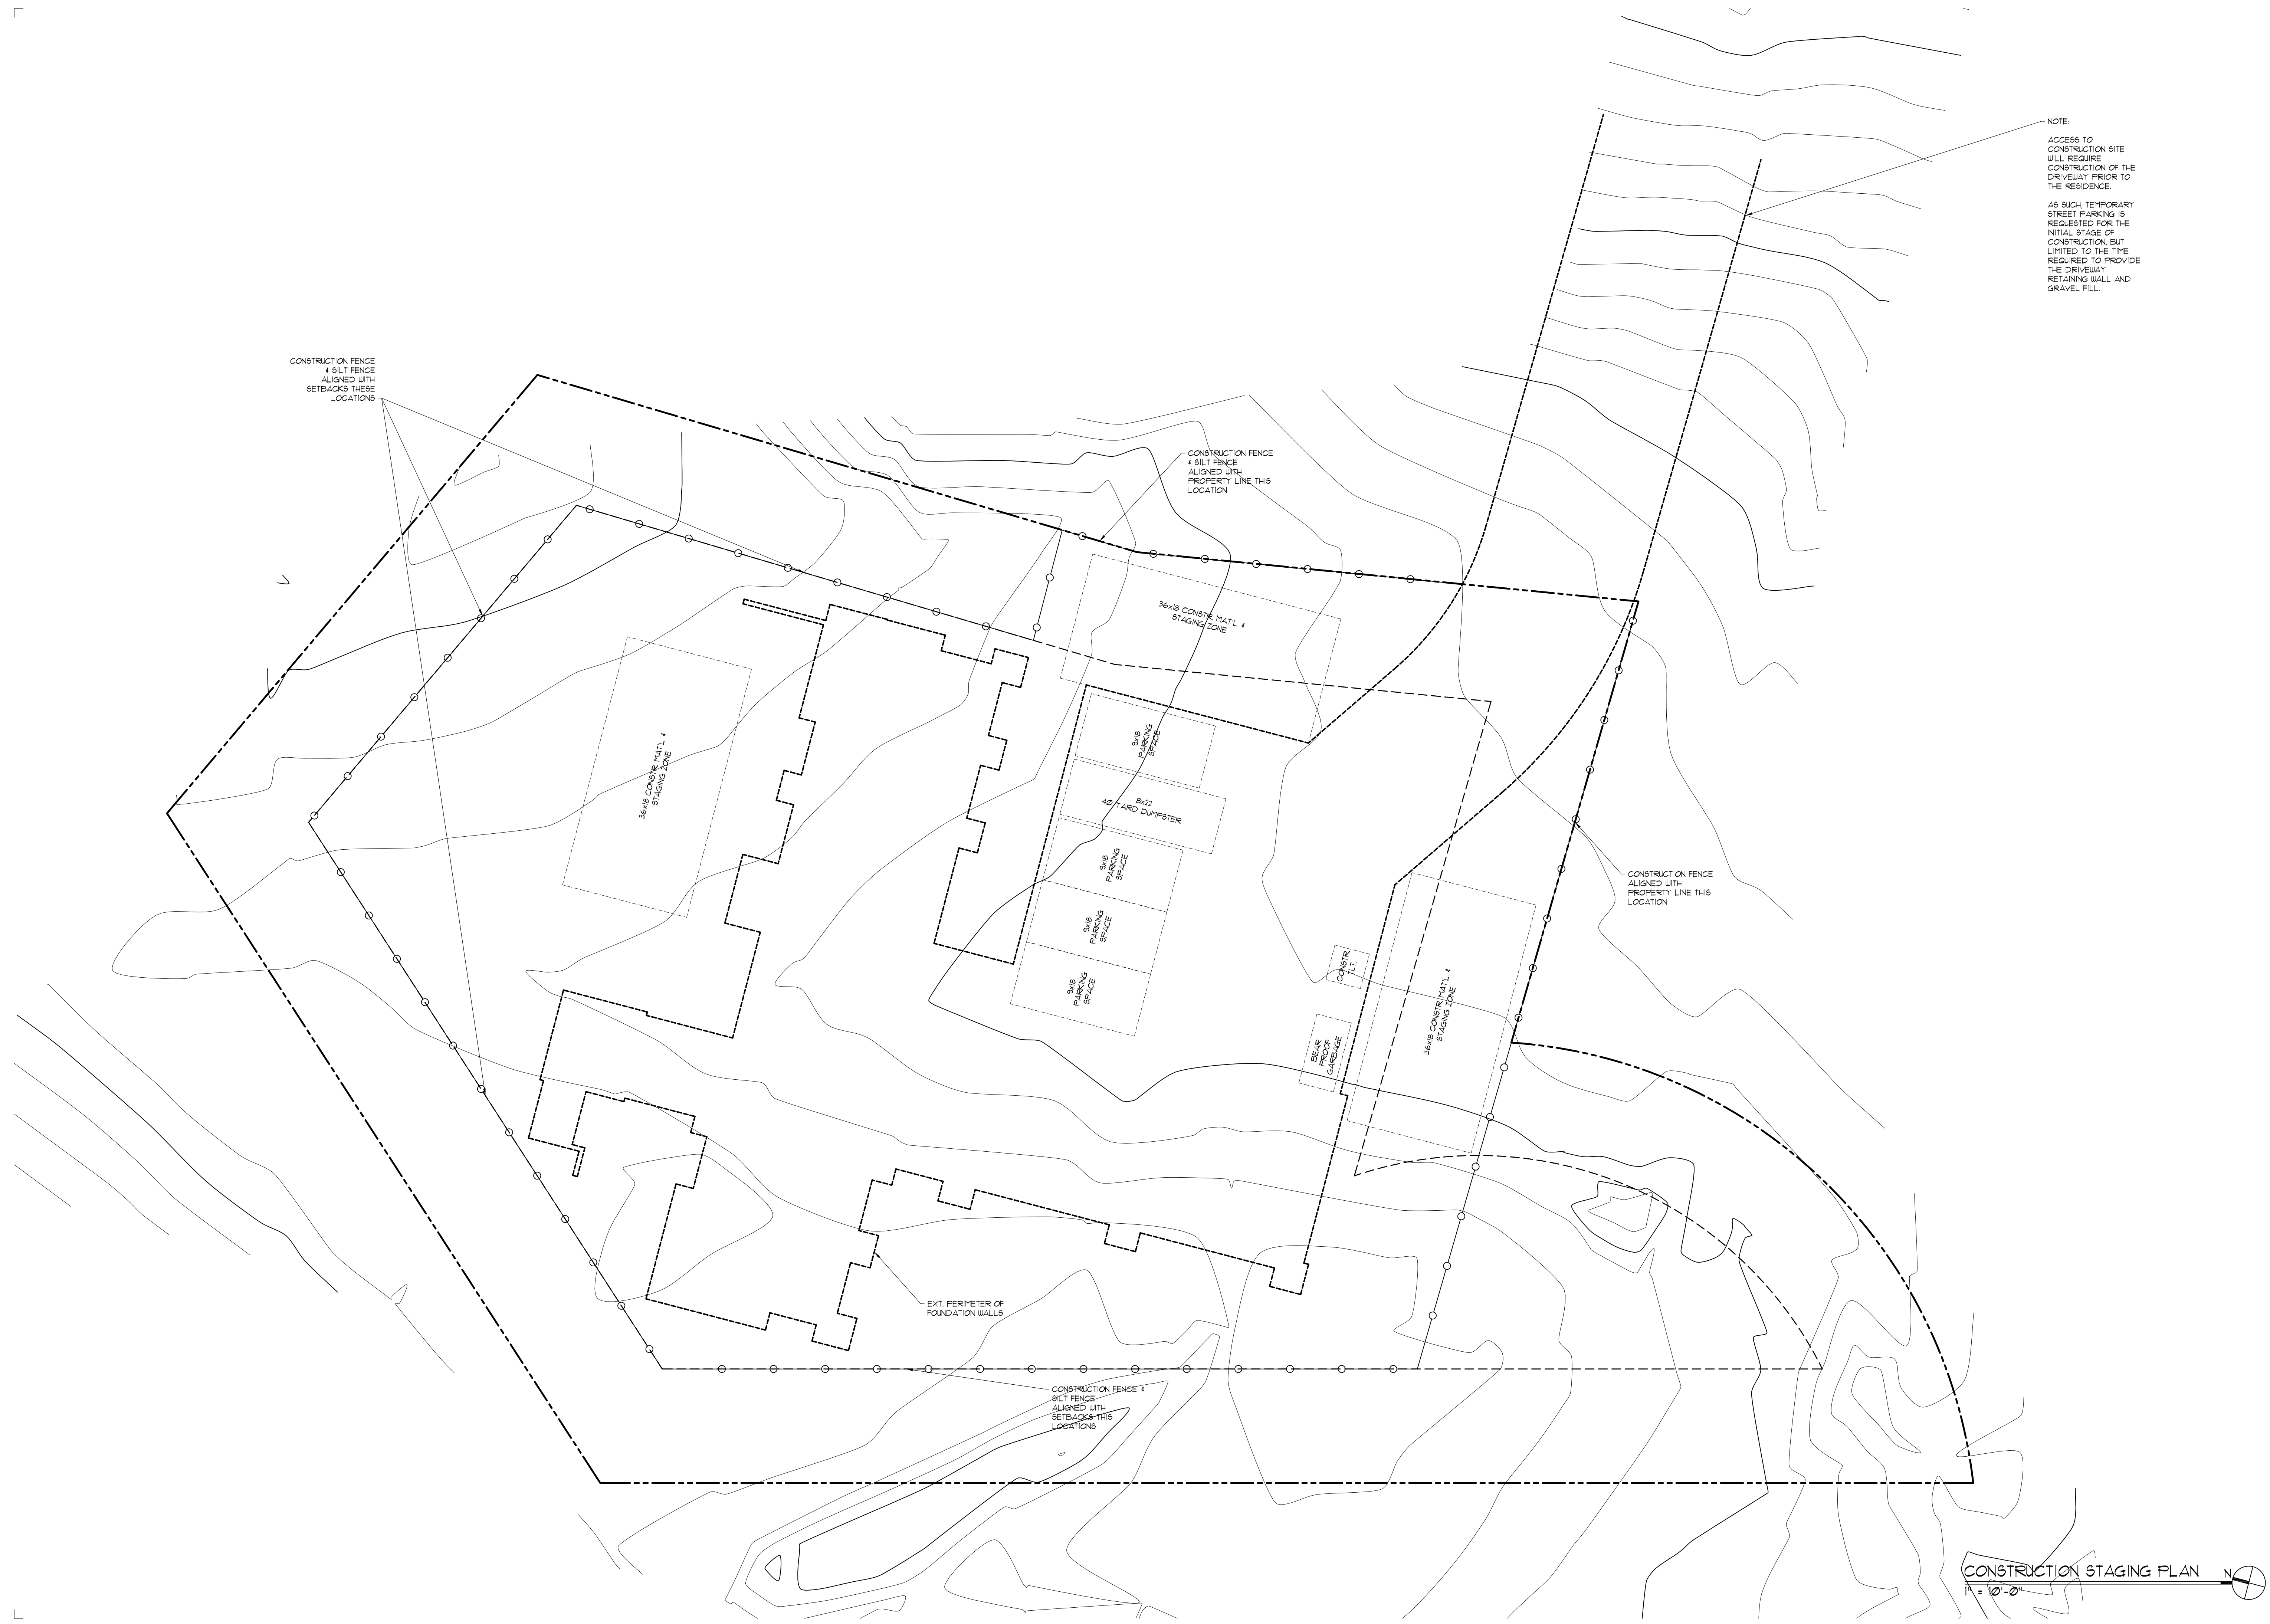 NOTE:
ACCESS TO
CONSTRUCTION SITE
WILL REQUIRE
CONSTRUCTION OF THE
DRIVEWAY PRIOR TO
THE RESIDENCE.
AS SUCH, TEMPORARY
STREET PARKING IS
REQUESTED FOR THE
INITIAL STAGE OF
CONSTRUCTION, BUT
LIMITED TO THE TIME
REQUIRED TO PROVIDE
THE DRIVEWAY
RETAINING WALL AND
GRAVEL FILL.
CONSTRUCTION FENCE
& SILT FENCE
ALIGNED WITH
SETBACKS THESE
LOCATIONS
CONSTRUCTION FENCE
& SILT FENCE
ALIGNED WITH
PROPERTY LINE THIS
LOCATION
36x18 CONSTR. MAT'L &
STAGING ZONE
36x18 CONSTR. MAT'L &
STAGING ZONE
9x18
PARKING
SPACE
8x22
40 YARD DUMPSTER
9x18
PARKING
SPACE
9x18
PARKING
SPACE
9x18
PARKING
SPACE
CONSTRUCTION FENCE
ALIGNED WITH
PROPERTY LINE THIS
LOCATION
CONSTR.
TLT.
36x18 CONSTR. MAT'L &
STAGING ZONE
BEAR
PROOF
GARBAGE
EXT. PERIMETER OF
FOUNDATION WALLS
CONSTRUCTION FENCE &
SILT FENCE
ALIGNED WITH
SETBACKS THIS
LOCATIONS
CONSTRUCTION STAGING PLAN
N
1" = 10'-0"